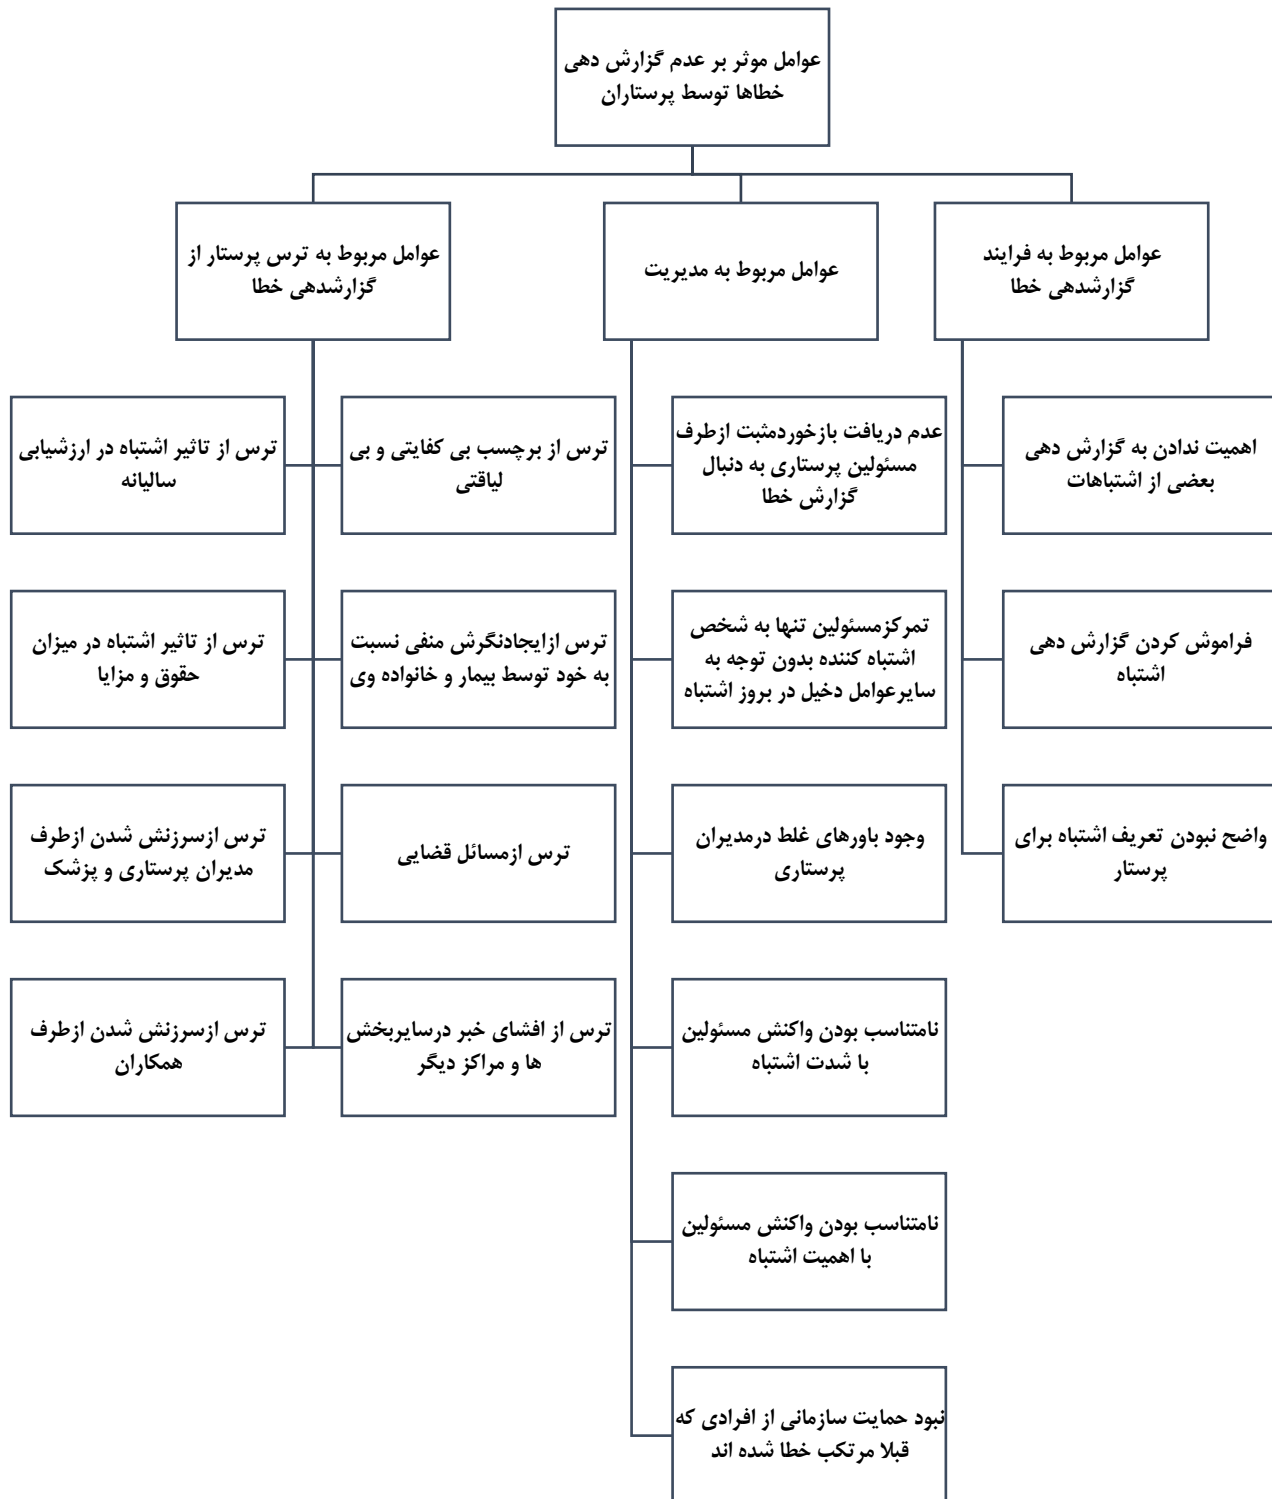 عوامل موثر بر عدم گزارش دهی
خطاها توسط پرستاران
عوامل مربوط به فرایند
گزارشدهی خطا
عوامل مربوط به مدیریت
عوامل مربوط به ترس پرستار از
گزارشدهی خطا
اهمیت ندادن به گزارش دهی
بعضی از اشتباهات
فراموش کردن گزارش دهی
اشتباه
واضح نبودن تعریف اشتباه برای
پرستار
عدم دریافت بازخوردمثبت ازطرف
مسئولین پرستاری به دنبال
گزارش خطا
تمرکزمسئولین تنها به شخص
اشتباه کننده بدون توجه به
سایرعوامل دخیل در بروز اشتباه
وجود باورهای غلط درمدیران
پرستاری
نامتناسب بودن واکنش مسئولین
با شدت اشتباه
نامتناسب بودن واکنش مسئولین
با اهمیت اشتباه
نبود حمایت سازمانی از افرادی که
قبلا مرتکب خطا شده اند
ترس از برچسب بی کفایتی و بی
لیاقتی
ترس ازایجادنگرش منفی نسبت
به خود توسط بیمار و خانواده وی
ترس ازمسائل قضایی
ترس از افشای خبر درسایربخش
ها و مراکز دیگر
ترس از تاثیر اشتباه در ارزشیابی
سالیانه
ترس از تاثیر اشتباه در میزان
حقوق و مزایا
ترس ازسرزنش شدن ازطرف
مدیران پرستاری و پزشک
ترس ازسرزنش شدن ازطرف
همکاران